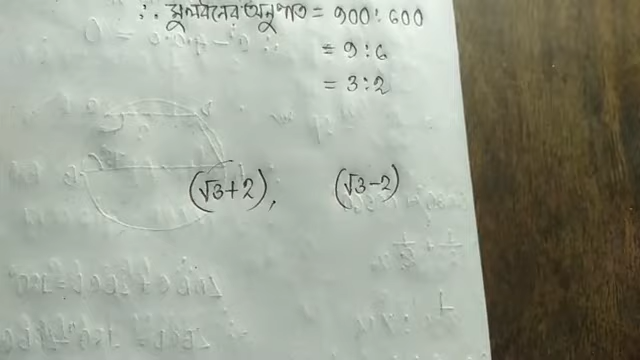 ∴ মূলধনের অনুপাত = 900 : 600
= 9 : 6
= 3 : 2
(√3+2), (√3-2)